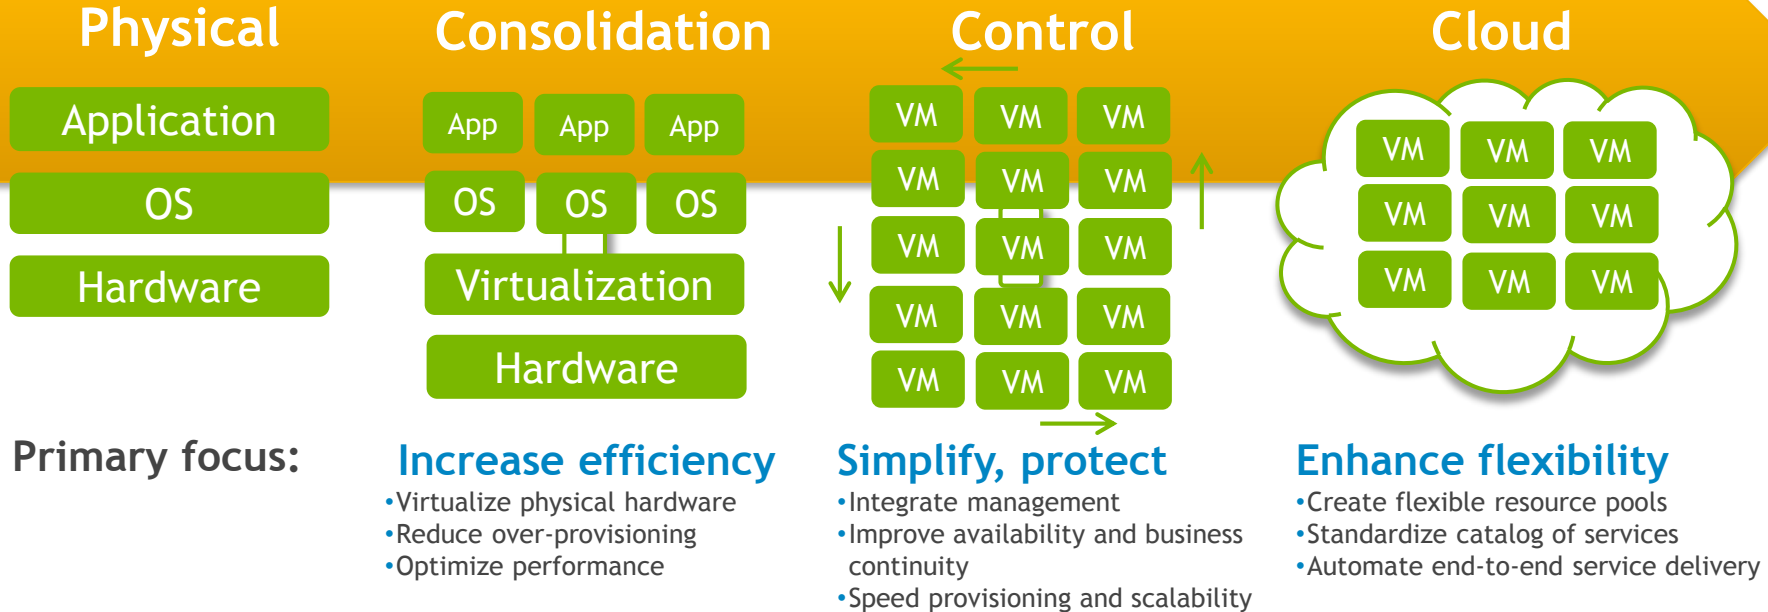 Physical
Consolidation
Control
Cloud
Application
OS
Hardware
App App App
OS OS OS
Virtualization
Hardware
VM VM VM
VM VM VM
VM VM VM
VM VM VM
VM VM VM
VM VM VM
VM VM VM
VM VM VM
Primary focus:
Increase efficiency
•Virtualize physical hardware
•Reduce over-provisioning
•Optimize performance
Simplify, protect
•Integrate management
•Improve availability and business
continuity
•Speed provisioning and scalability
Enhance flexibility
•Create flexible resource pools
•Standardize catalog of services
•Automate end-to-end service delivery